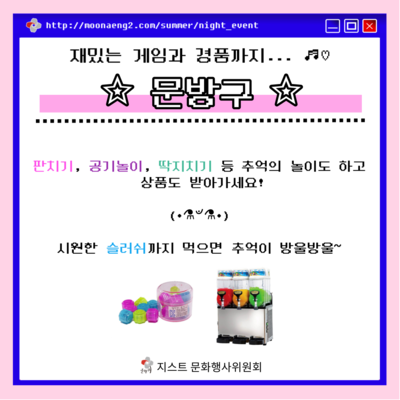 http://moonaeng2.com/summer/night_event
재밌는 게임과 경품까지... ♬♡
☆ 문방구 ☆
판치기, 공기놀이, 딱지치기 등 추억의 놀이도 하고
상품도 받아가세요!
시원한 슬러쉬까지 먹으면 추억이 방울방울~
지스트 문화행사위원회